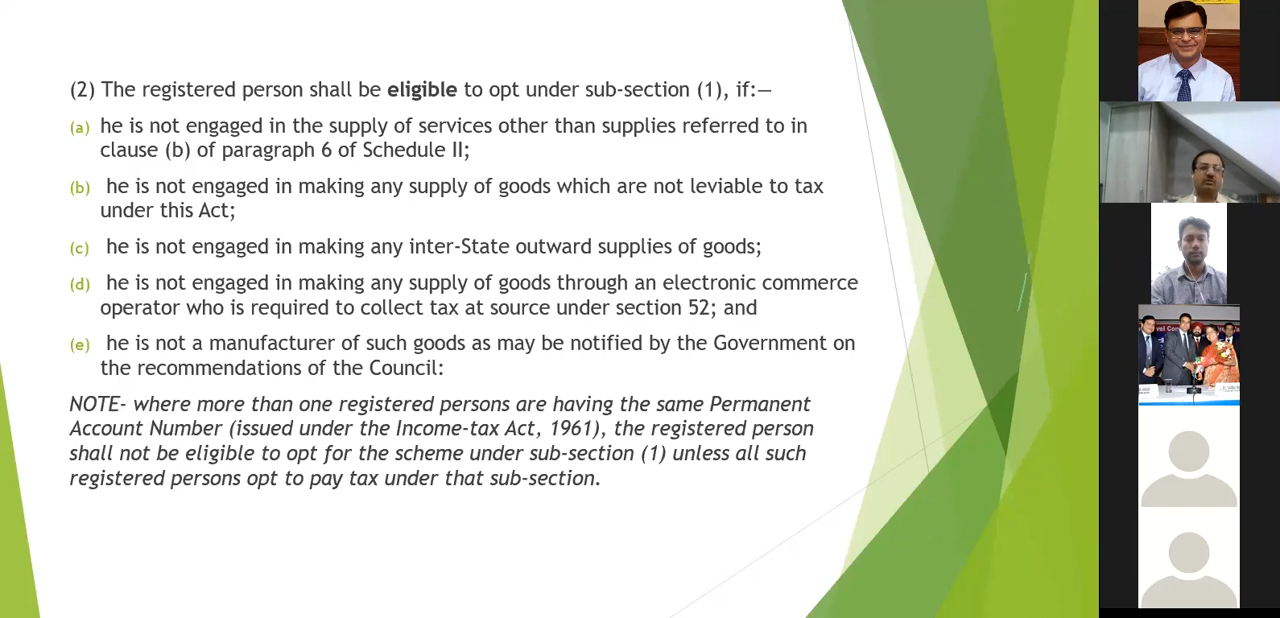 (2) The registered person shall be eligible to opt under sub-section (1), if:—
(a) he is not engaged in the supply of services other than supplies referred to in
clause (b) of paragraph 6 of Schedule II;
(b) he is not engaged in making any supply of goods which are not leviable to tax
under this Act;
(c) he is not engaged in making any inter-State outward supplies of goods;
(d) he is not engaged in making any supply of goods through an electronic commerce
operator who is required to collect tax at source under section 52; and
(e) he is not a manufacturer of such goods as may be notified by the Government on
the recommendations of the Council:
NOTE- where more than one registered persons are having the same Permanent
Account Number (issued under the Income-tax Act, 1961), the registered person
shall not be eligible to opt for the scheme under sub-section (1) unless all such
registered persons opt to pay tax under that sub-section.